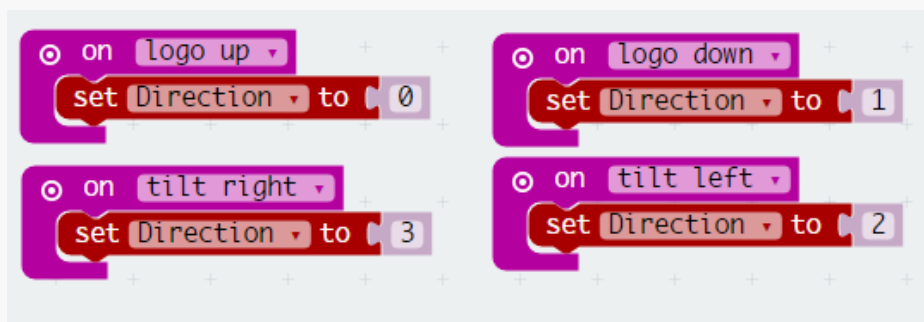 on logo up
set Direction to 0
on logo down
set Direction to 1
on tilt right
set Direction to 3
on tilt left
set Direction to 2